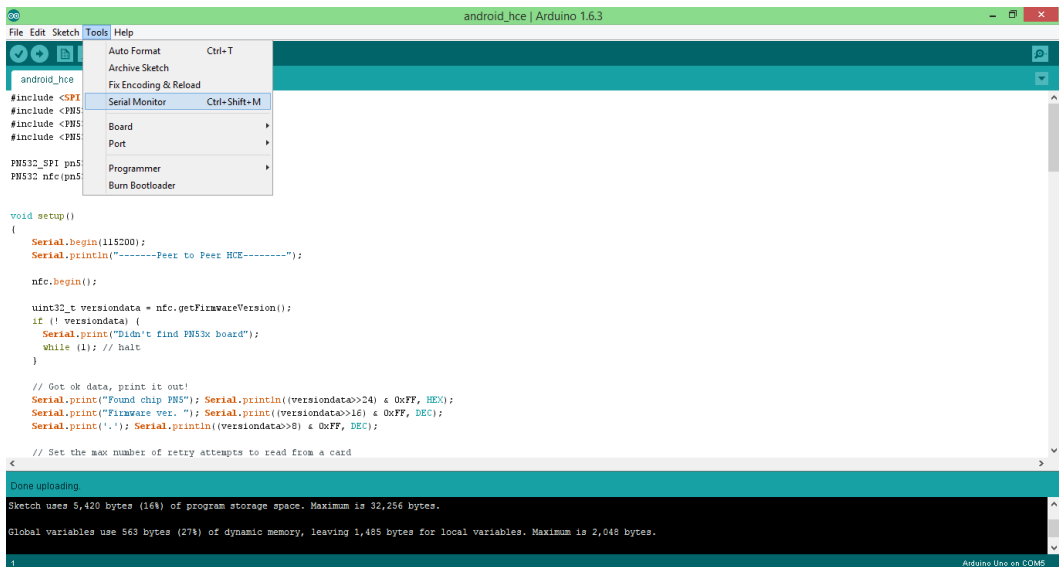 android_hce | Arduino 1.6.3
File Edit Sketch Tools Help
Auto Format Ctrl+T
Archive Sketch
Fix Encoding & Reload
Serial Monitor Ctrl+Shift+M
Board
Port
Programmer
Burn Bootloader
android_hce
#include <SPI
#include <PN5
#include <PN5
#include <PN5
PN532_SPI pn5
PN532 nfc(pn5
void setup()
{
Serial.begin(115200);
Serial.println("-------Peer to Peer HCE--------");
nfc.begin();
uint32_t versiondata = nfc.getFirmwareVersion();
if (! versiondata) {
Serial.print("Didn't find PN53x board");
while (1); // halt
}
// Got ok data, print it out!
Serial.print("Found chip PN5"); Serial.println((versiondata>>24) & 0xFF, HEX);
Serial.print("Firmware ver. "); Serial.print((versiondata>>16) & 0xFF, DEC);
Serial.print('.'); Serial.println((versiondata>>8) & 0xFF, DEC);
// Set the max number of retry attempts to read from a card
Done uploading.
Sketch uses 5,420 bytes (16%) of program storage space. Maximum is 32,256 bytes.
Global variables use 563 bytes (27%) of dynamic memory, leaving 1,485 bytes for local variables. Maximum is 2,048 bytes.
1 Arduino Uno on COM5